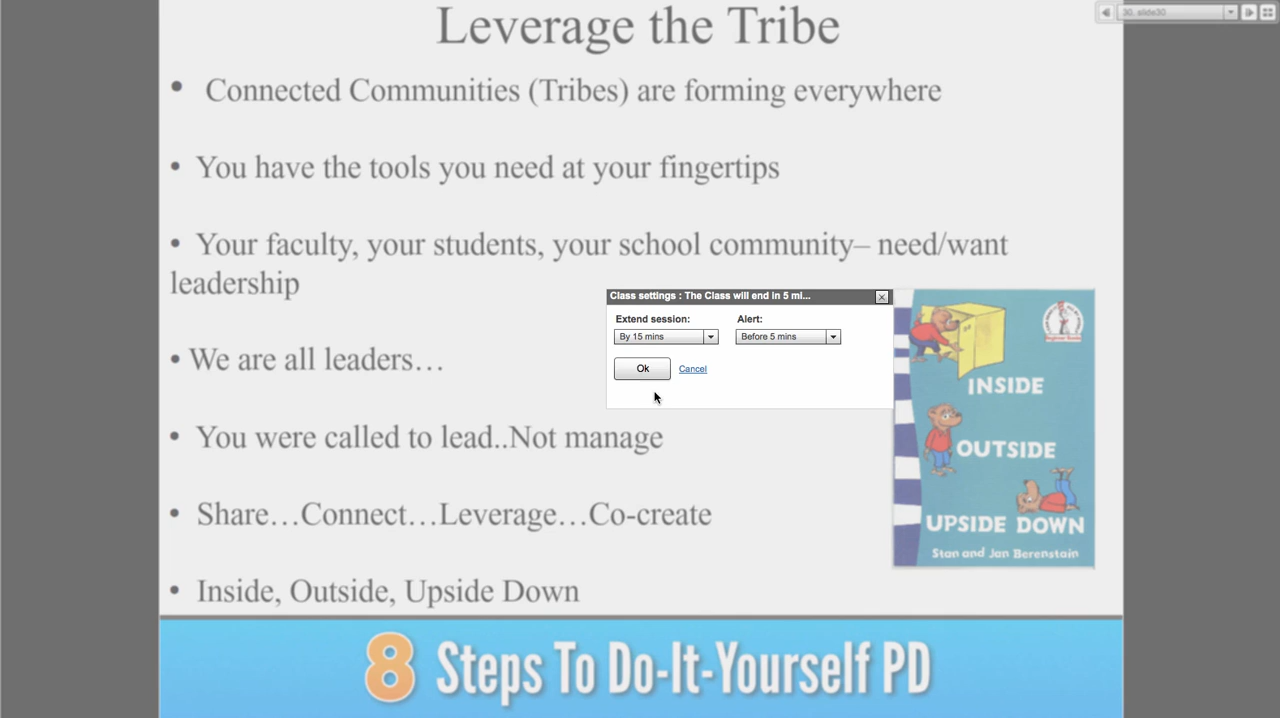 30. slide30
Leverage the Tribe
• Connected Communities (Tribes) are forming everywhere
• You have the tools you need at your fingertips
• Your faculty, your students, your school community– need/want
leadership
• We are all leaders…
• You were called to lead..Not manage
• Share…Connect…Leverage…Co-create
• Inside, Outside, Upside Down
Class settings : The Class will end in 5 mi...
Extend session: Alert:
By 15 mins Before 5 mins
Ok Cancel
INSIDE
OUTSIDE
UPSIDE DOWN
Stan and Jan Berenstain
8 Steps To Do-It-Yourself PD